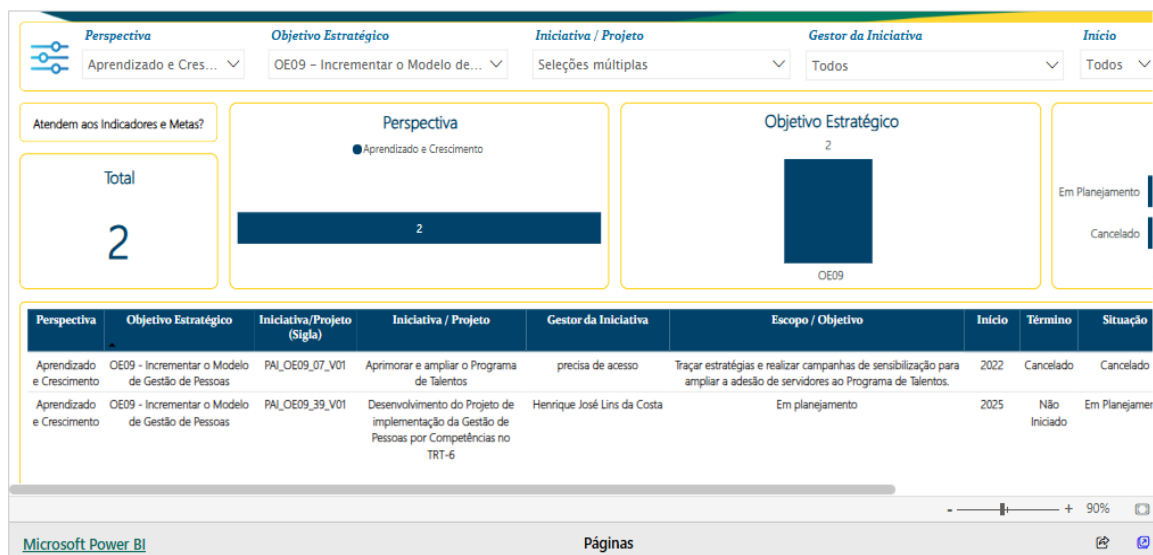 Perspectiva Objetivo Estratégico Iniciativa / Projeto Gestor da Iniciativa Início
Aprendizado e Cres... OE09 – Incrementar o Modelo de... Seleções múltiplas Todos Todos
Atendem aos Indicadores e Metas?
Total
2
Perspectiva
Aprendizado e Crescimento
2
Objetivo Estratégico
2
OE09
Em Planejamento
Cancelado
Perspectiva Objetivo Estratégico Iniciativa/Projeto (Sigla) Iniciativa / Projeto Gestor da Iniciativa Escopo / Objetivo Início Término Situação
Aprendizado OE09 - Incrementar o Modelo PAI_OE09_07_V01 Aprimorar e ampliar o Programa precisa de acesso Traçar estratégias e realizar campanhas de sensibilização para 2022 Cancelado Cancelado
e Crescimento de Gestão de Pessoas de Talentos ampliar a adesão de servidores ao Programa de Talentos.
Aprendizado OE09 - Incrementar o Modelo PAI_OE09_39_V01 Desenvolvimento do Projeto de Henrique José Lins da Costa Em planejamento 2025 Não Em Planejamer
e Crescimento de Gestão de Pessoas implementação da Gestão de Iniciado
Pessoas por Competências no
TRT-6
- + 90%
Microsoft Power BI Páginas